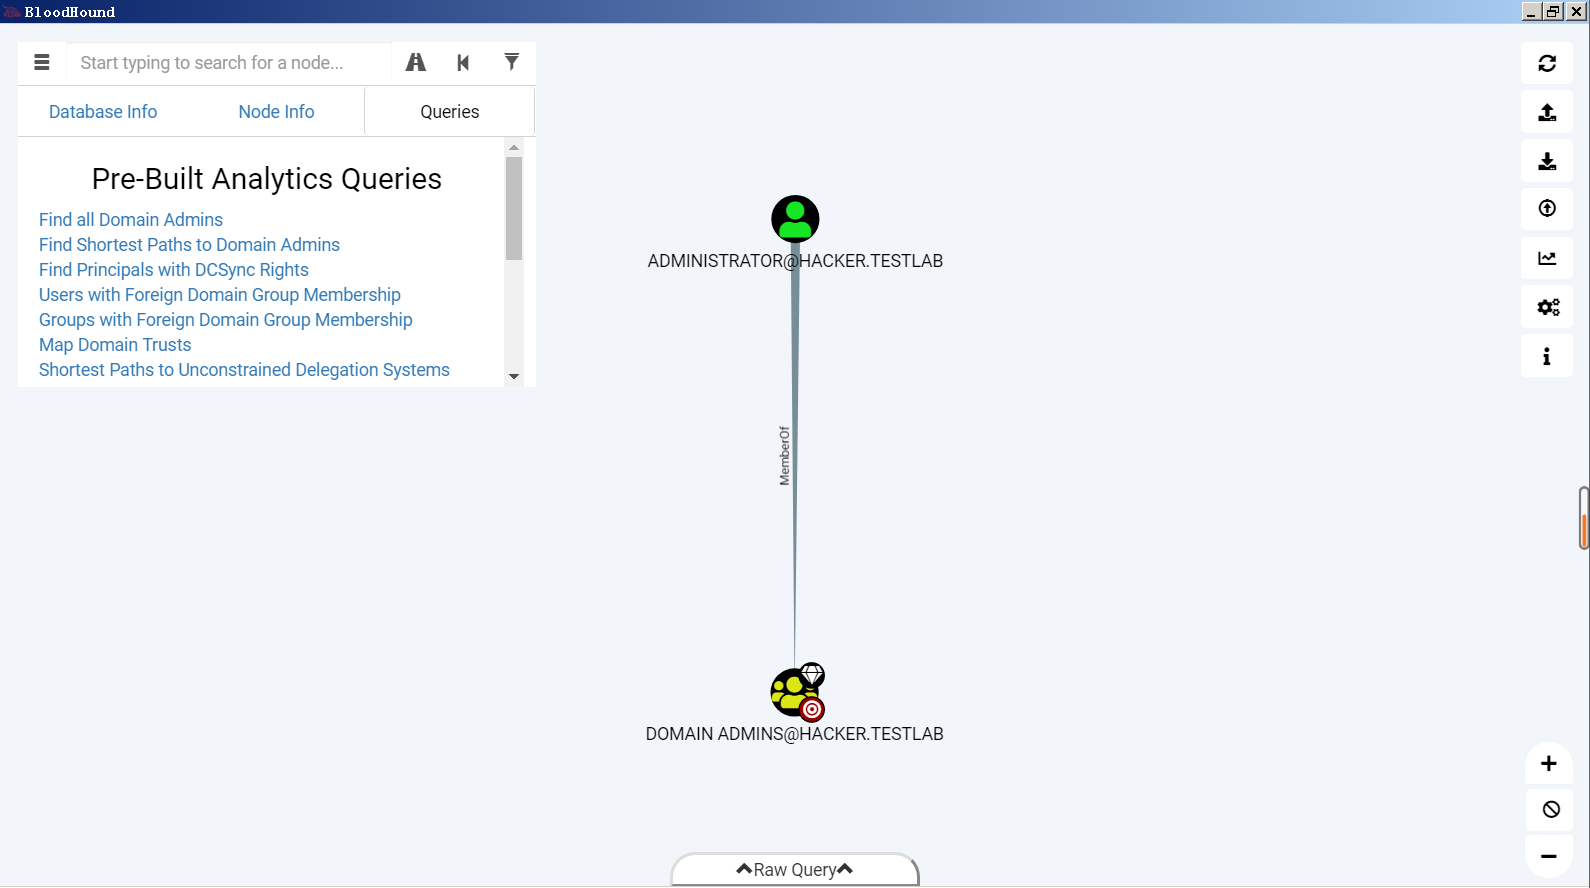 BloodHound
Start typing to search for a node...
Database Info
Node Info
Queries
Pre-Built Analytics Queries
Find all Domain Admins
Find Shortest Paths to Domain Admins
Find Principals with DCSync Rights
Users with Foreign Domain Group Membership
Groups with Foreign Domain Group Membership
Map Domain Trusts
Shortest Paths to Unconstrained Delegation Systems
ADMINISTRATOR@HACKER.TESTLAB
MemberOf
DOMAIN ADMINS@HACKER.TESTLAB
Raw Query